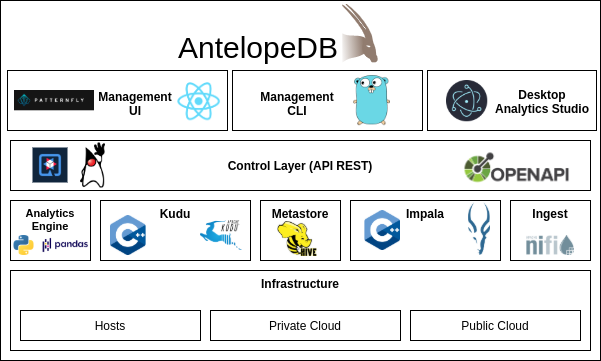 AntelopeDB
PATTERNFLY
Management
UI
Management
CLI
Desktop
Analytics Studio
Control Layer (API REST)
OPENAPI
Analytics
Engine
pandas
Kudu
C++
APACHE
KUDU
Metastore
HIVE
Impala
C++
Ingest
nifi
Infrastructure
Hosts
Private Cloud
Public Cloud